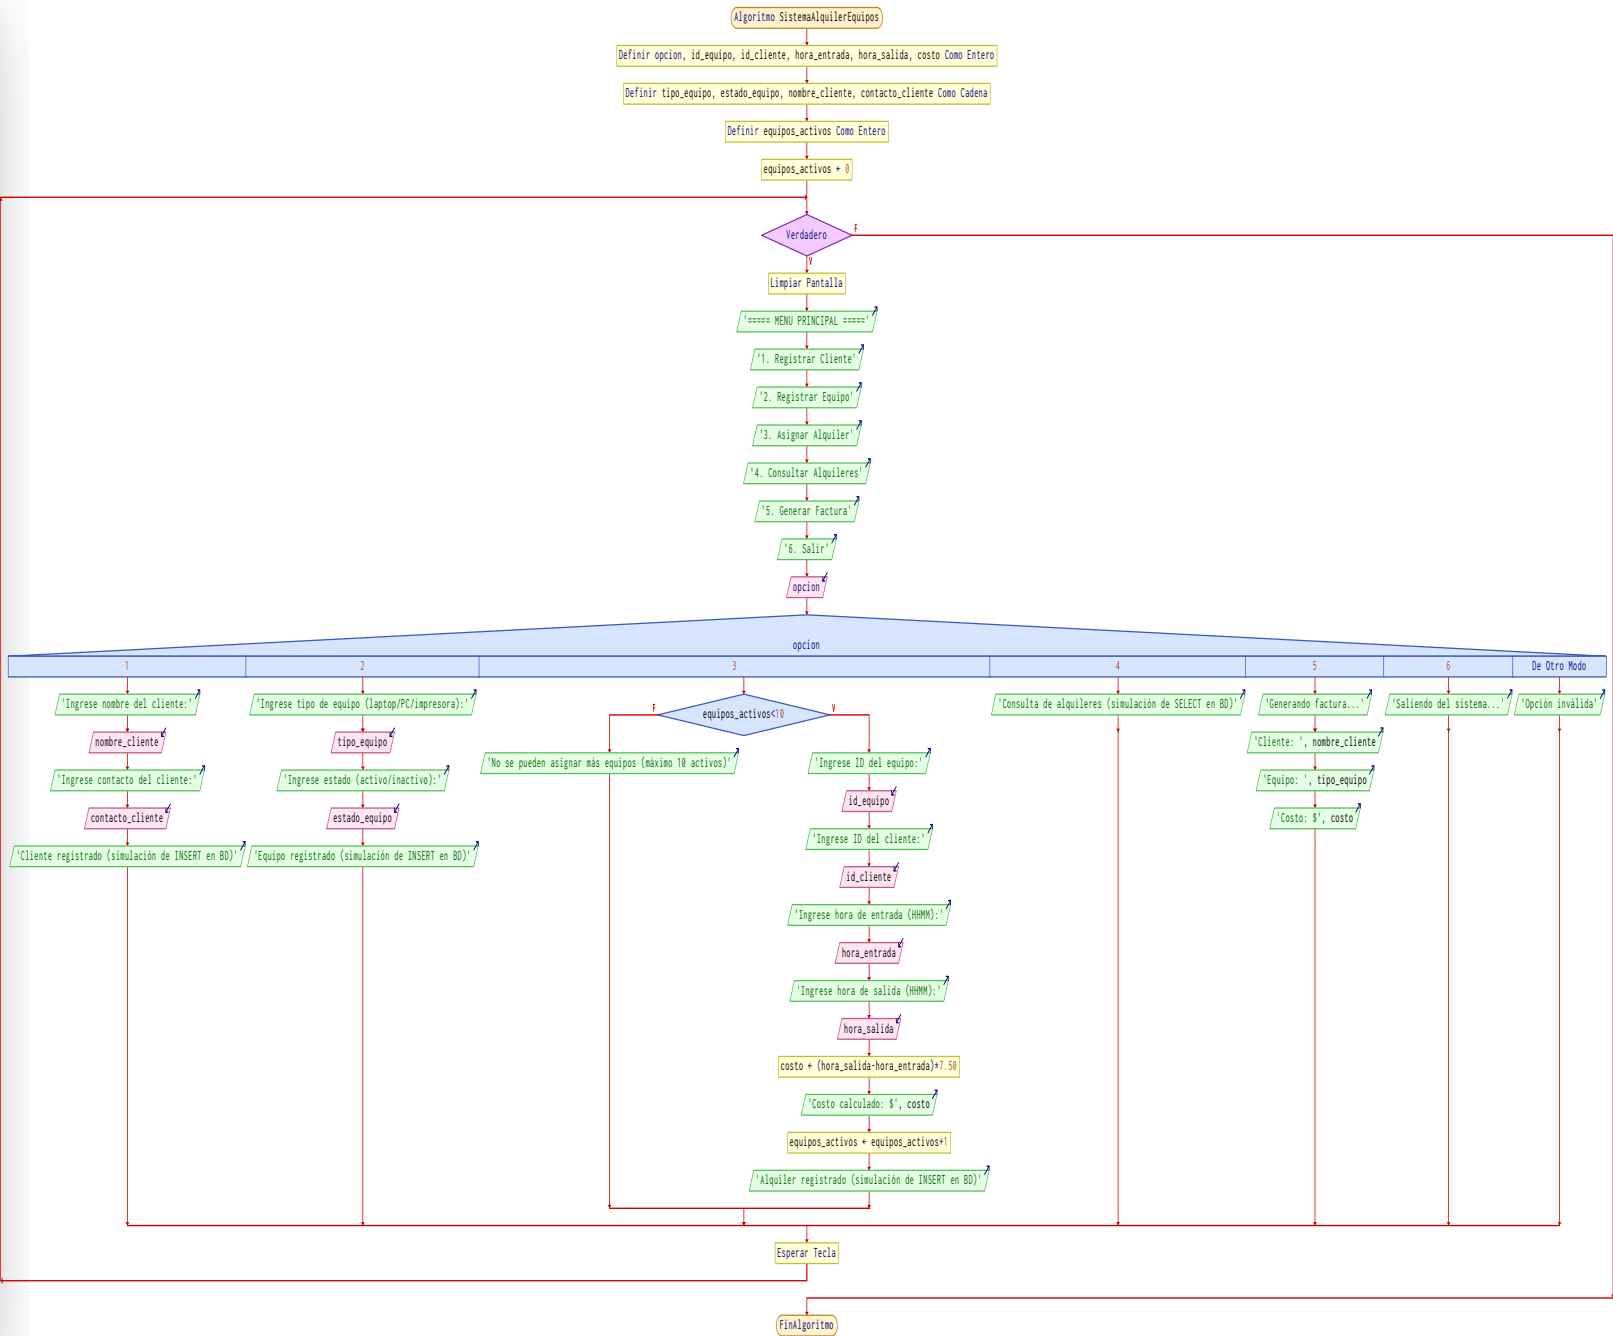 Algoritmo SistemaAlquilerEquipos
Definir opcion, id_equipo, id_cliente, hora_entrada, hora_salida, costo Como Entero
Definir tipo_equipo, estado_equipo, nombre_cliente, contacto_cliente Como Cadena
Definir equipos_activos Como Entero
equipos_activos ← 0
Verdadero
F
V
Limpiar Pantalla
'===== MENU PRINCIPAL ====='
'1. Registrar Cliente'
'2. Registrar Equipo'
'3. Asignar Alquiler'
'4. Consultar Alquileres'
'5. Generar Factura'
'6. Salir'
opcion
opcion
1
2
3
4
5
6
De Otro Modo
'Ingrese nombre del cliente:'
nombre_cliente
'Ingrese contacto del cliente:'
contacto_cliente
'Cliente registrado (simulación de INSERT en BD)'
'Ingrese tipo de equipo (laptop/PC/impresora):'
tipo_equipo
'Ingrese estado (activo/inactivo):'
estado_equipo
'Equipo registrado (simulación de INSERT en BD)'
equipos_activos<10
F
V
'No se pueden asignar más equipos (máximo 10 activos)'
'Ingrese ID del equipo:'
id_equipo
'Ingrese ID del cliente:'
id_cliente
'Ingrese hora de entrada (HHMM):'
hora_entrada
'Ingrese hora de salida (HHMM):'
hora_salida
costo ← (hora_salida-hora_entrada)*7.50
'Costo calculado: $', costo
equipos_activos ← equipos_activos+1
'Alquiler registrado (simulación de INSERT en BD)'
'Consulta de alquileres (simulación de SELECT en BD)'
'Generando factura...'
'Cliente: ', nombre_cliente
'Equipo: ', tipo_equipo
'Costo: $', costo
'Saliendo del sistema...'
'Opción inválida'
Esperar Tecla
FinAlgoritmo